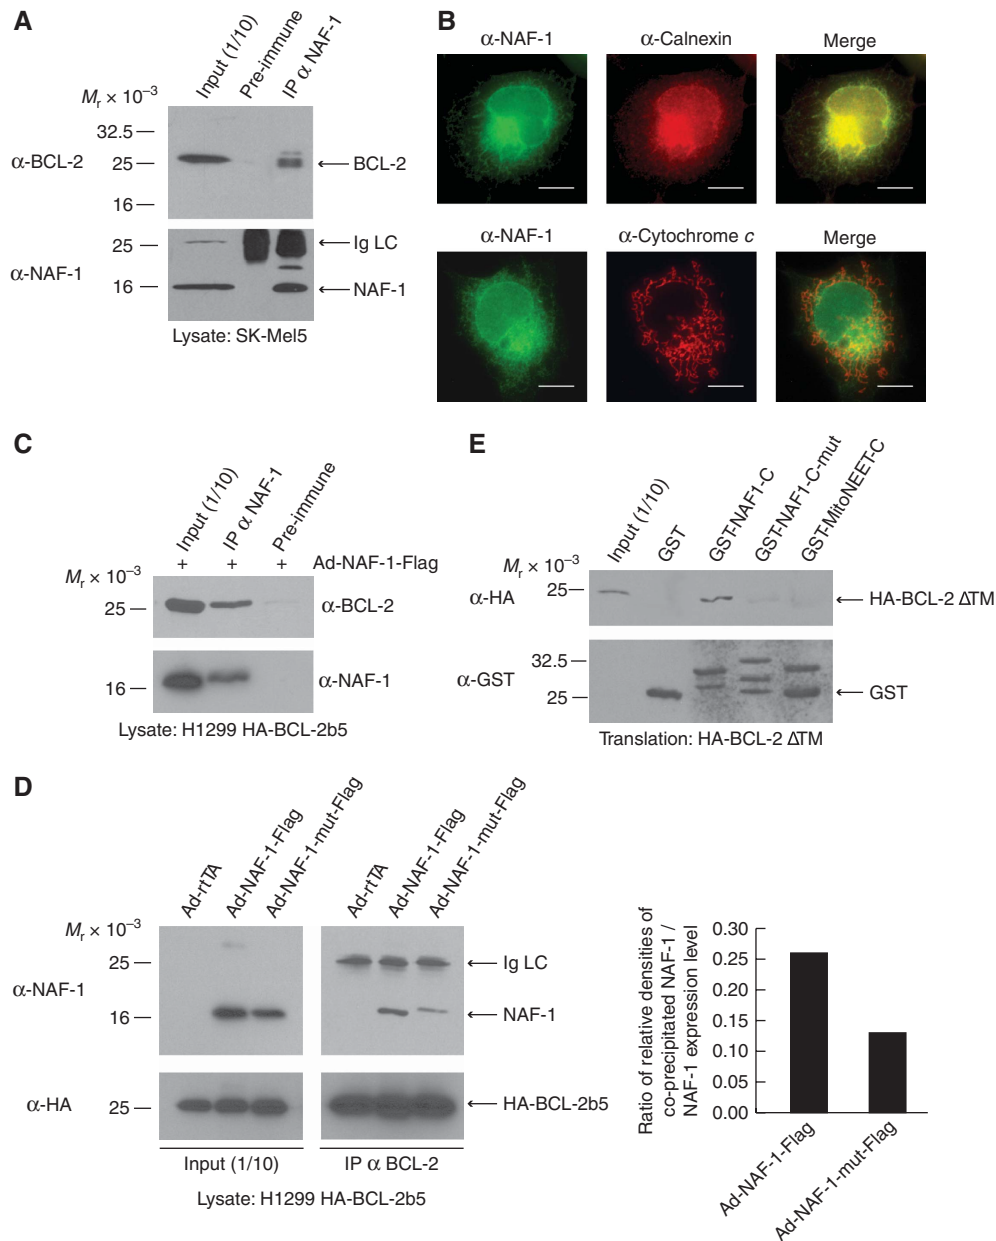 A
Input (1/10)
Pre-immune
IP α NAF-1
Mr × 10−3
32.5
α-BCL-2
25
BCL-2
16
25
Ig LC
α-NAF-1
16
NAF-1
Lysate: SK-Mel5
B
α-NAF-1
α-Calnexin
Merge
α-NAF-1
α-Cytochrome c
Merge
C
Input (1/10)
IP α NAF-1
Pre-immune
+ + + Ad-NAF-1-Flag
Mr × 10−3
25
α-BCL-2
16
α-NAF-1
Lysate: H1299 HA-BCL-2b5
E
Input (1/10)
GST
GST-NAF1-C
GST-NAF1-C-mut
GST-MitoNEET-C
Mr × 10−3
α-HA
25
HA-BCL-2 ΔTM
32.5
α-GST
25
GST
Translation: HA-BCL-2 ΔTM
D
Ad-rtTA
Ad-NAF-1-Flag
Ad-NAF-1-mut-Flag
Ad-rtTA
Ad-NAF-1-Flag
Ad-NAF-1-mut-Flag
Mr × 10−3
25
Ig LC
α-NAF-1
16
NAF-1
α-HA
25
HA-BCL-2b5
Input (1/10)
IP α BCL-2
Lysate: H1299 HA-BCL-2b5
Ratio of relative densities of
co-precipitated NAF-1 /
NAF-1 expression level
0.30
0.25
0.20
0.15
0.10
0.05
0.00
Ad-NAF-1-Flag
Ad-NAF-1-mut-Flag